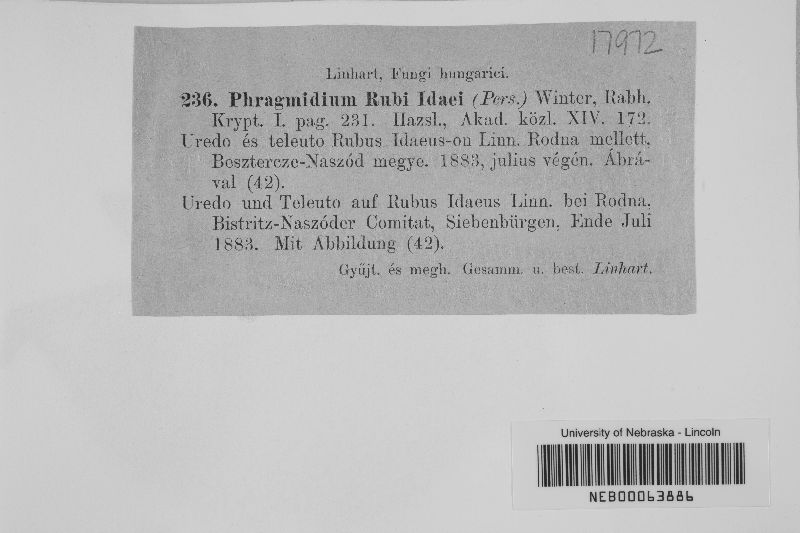 17972
Linhart, Fungi hungarici.
236. Phragmidium Rubi Idaei (Pers.) Winter, Rabh.
Krypt. I. pag. 231. Hazsl., Akad. közl. XIV. 172.
Uredo és teleuto Rubus Idaeus-on Linn. Rodna mellett,
Besztercze-Naszód megye. 1883, julius végén. Ábrá-
val (42).
Uredo und Teleuto auf Rubus Idaeus Linn. bei Rodna,
Bistritz-Naszóder Comitat, Siebenbürgen, Ende Juli
1883. Mit Abbildung (42).
Gyűjt. és megh. Gesamm. u. best. Linhart.
University of Nebraska - Lincoln
NEB00063886